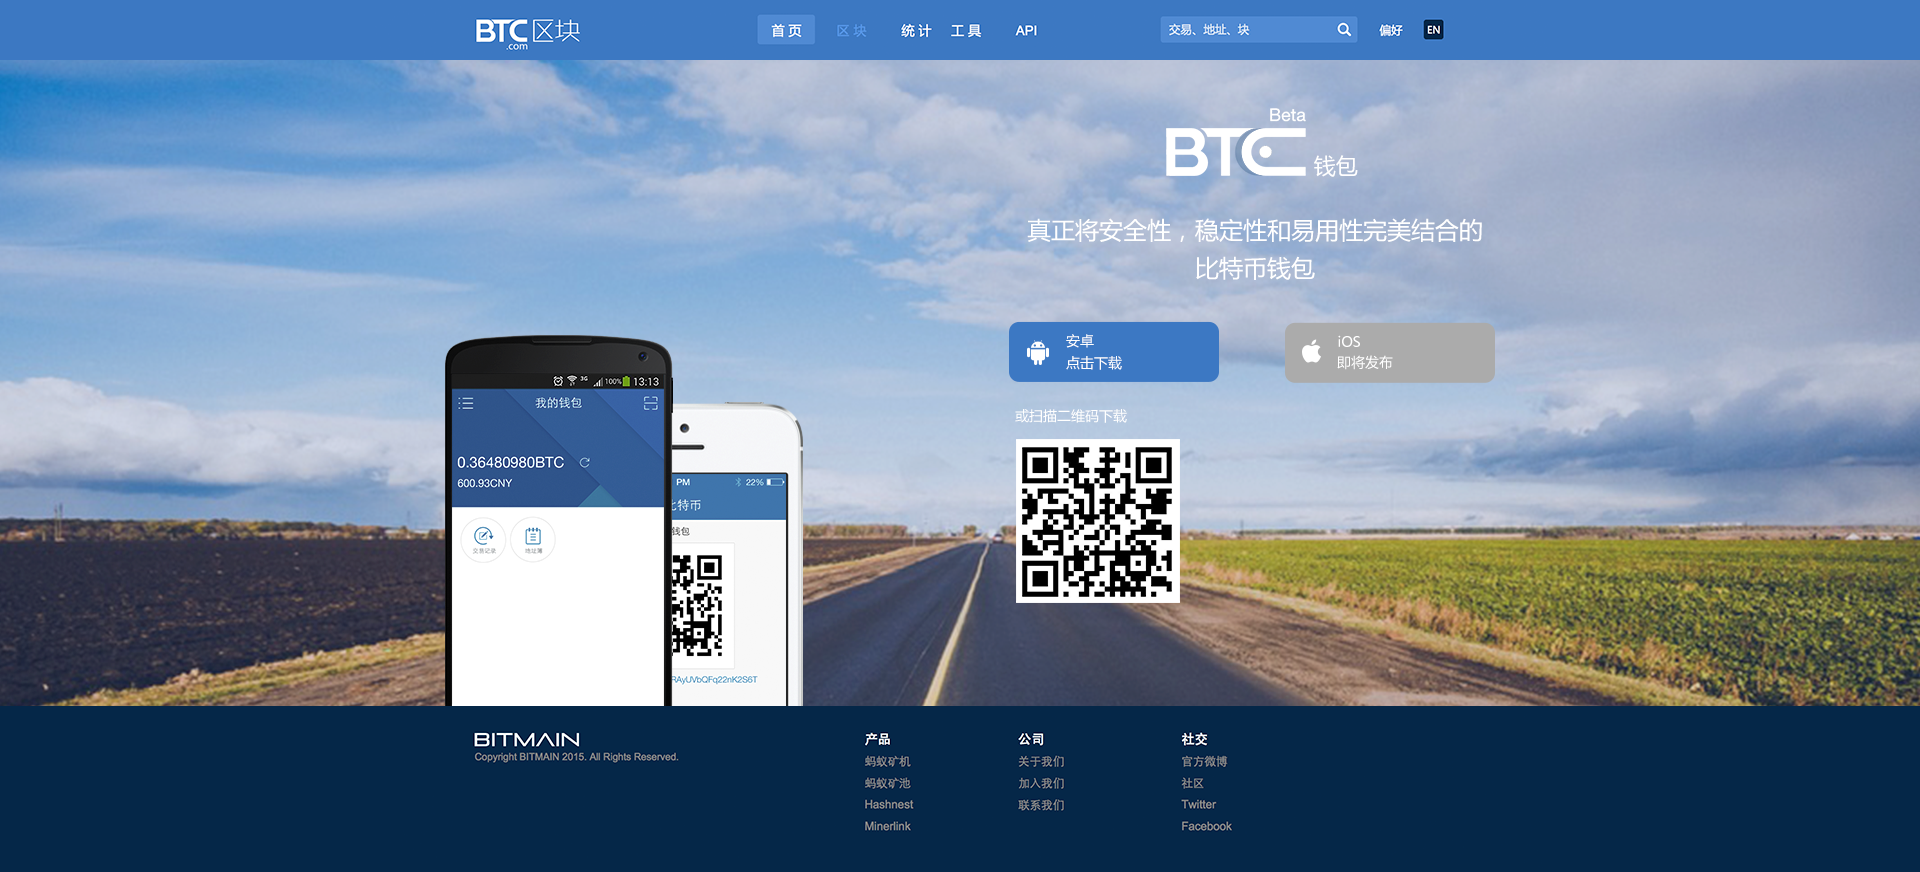 BTC.com 区块
首页
区块
统计
工具
API
交易、地址、块
偏好
EN
Beta
BTC 钱包
真正将安全性，稳定性和易用性完美结合的
比特币钱包
安卓
点击下载
iOS
即将发布
或扫描二维码下载
3G 100% 13:13
我的钱包
0.36480980BTC
600.93CNY
交易记录
地址簿
PM 22%
比特币
钱包
RAyUVbQFq22nK2S6T
BITMAIN
Copyright BITMAIN 2015. All Rights Reserved.
产品
蚂蚁矿机
蚂蚁矿池
Hashnest
Minerlink
公司
关于我们
加入我们
联系我们
社交
官方微博
社区
Twitter
Facebook